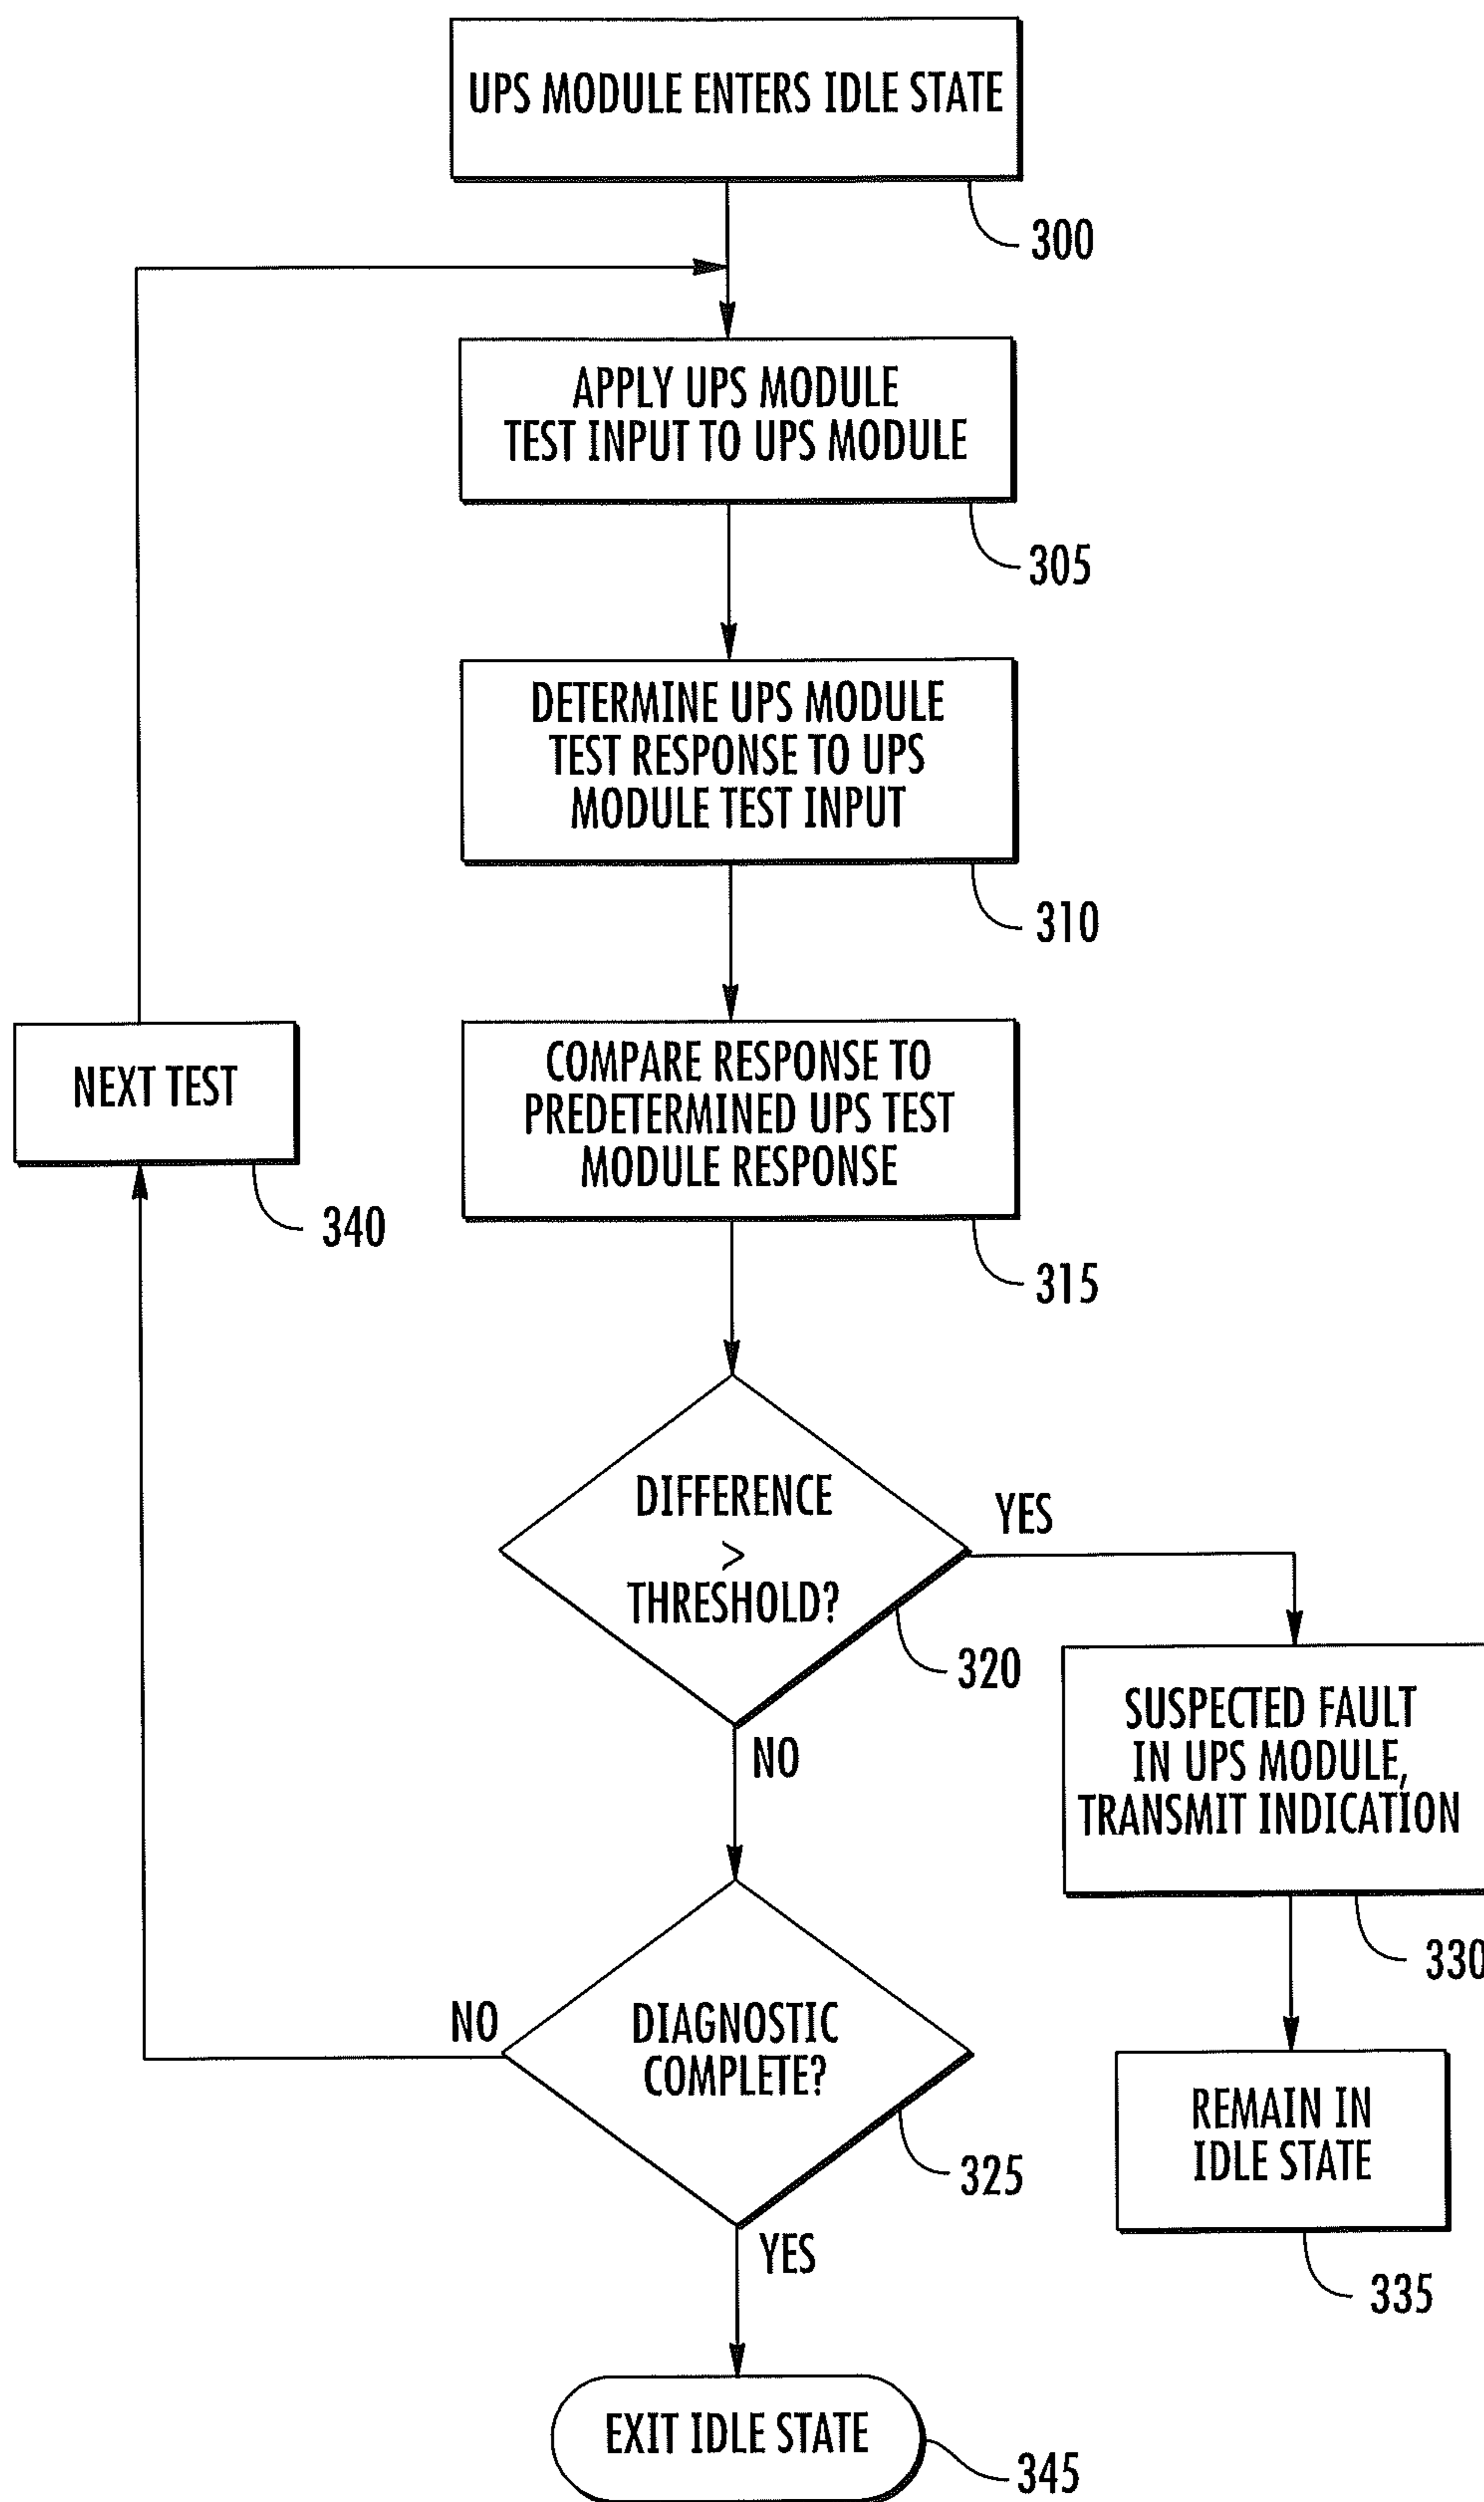 UPS MODULE ENTERS IDLE STATE
300
APPLY UPS MODULE
TEST INPUT TO UPS MODULE
305
DETERMINE UPS MODULE
TEST RESPONSE TO UPS
MODULE TEST INPUT
310
COMPARE RESPONSE TO
PREDETERMINED UPS TEST
MODULE RESPONSE
315
NEXT TEST
340
DIFFERENCE
>
THRESHOLD?
YES
320
NO
SUSPECTED FAULT
IN UPS MODULE,
TRANSMIT INDICATION
330
DIAGNOSTIC
COMPLETE?
NO
325
YES
REMAIN IN
IDLE STATE
335
EXIT IDLE STATE
345